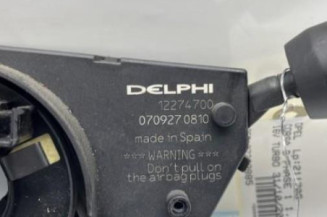 DELPHI
12274700
070927 0810
made in Spain
*** WARNING ***
Don't pull on
the airbag plugs